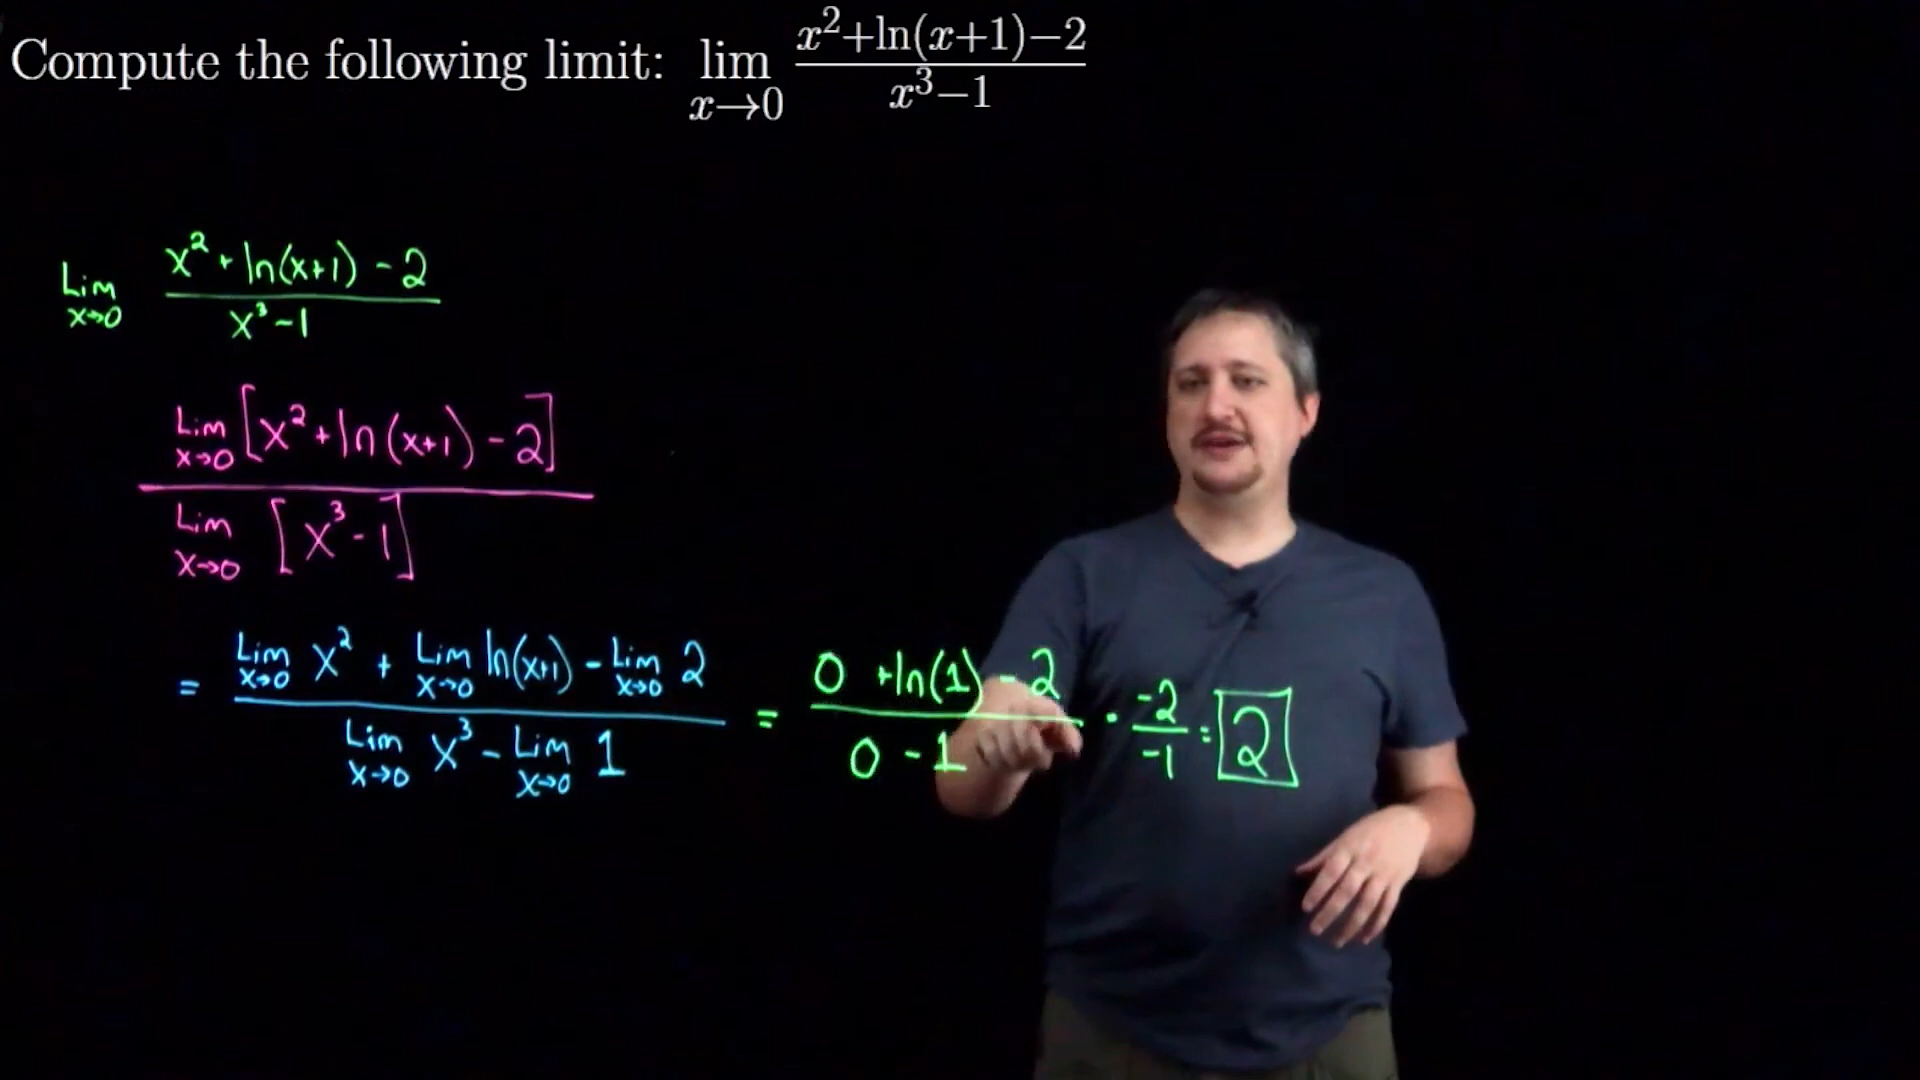 Compute the following limit: lim x→0 x²+ln(x+1)−2 / x³−1
Lim x→0 x² + ln(x+1) - 2 / x³ - 1
Lim x→0 [x² + ln(x+1) - 2]
Lim x→0 [x³ - 1]
= Lim x→0 x² + Lim x→0 ln(x+1) - Lim x→0 2 / Lim x→0 x³ - Lim x→0 1 = 0 + ln(1) - 2 / 0 - 1 = -2 / -1 = 2